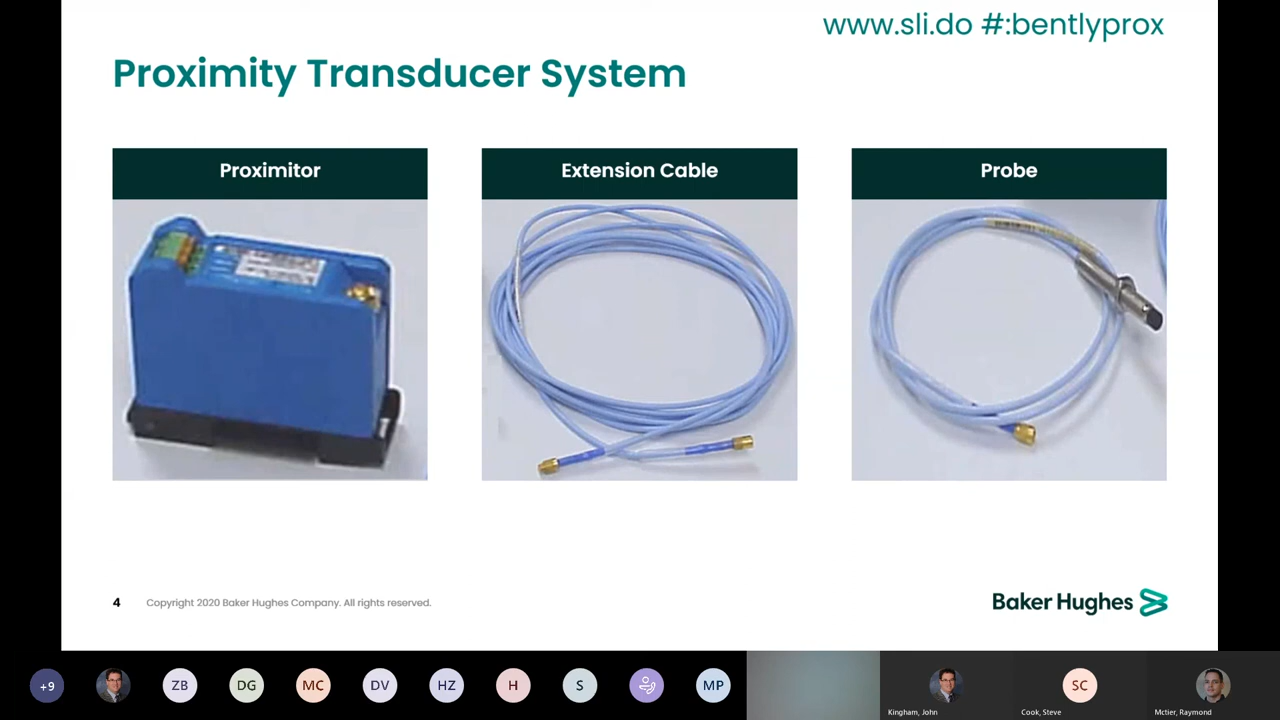 www.sli.do #:bentlyprox
Proximity Transducer System
Proximitor
Extension Cable
Probe
4 Copyright 2020 Baker Hughes Company. All rights reserved.
Baker Hughes
+9 ZB DG MC DV HZ H S MP SC
Kingham, John Cook, Steve Mctier, Raymond